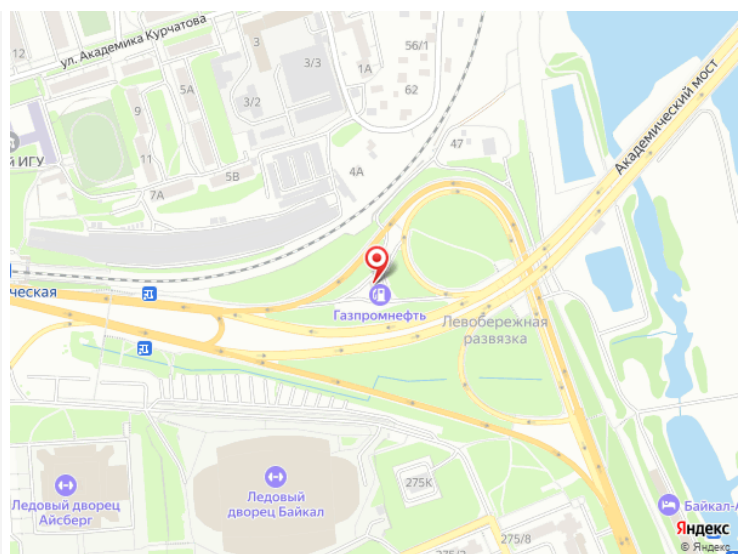 ул. Академика Курчатова
12
3
56/1
1А
3/3
62
5А
9
3/2
й ИГУ
11
47
4А
5В
7А
Академический мост
ческая
Газпромнефть
Левобережная
развязка
Ледовый дворец
Айсберг
Ледовый
дворец Байкал
275К
275/8
275/2
Байкал-А
Яндекс
© Яндекс